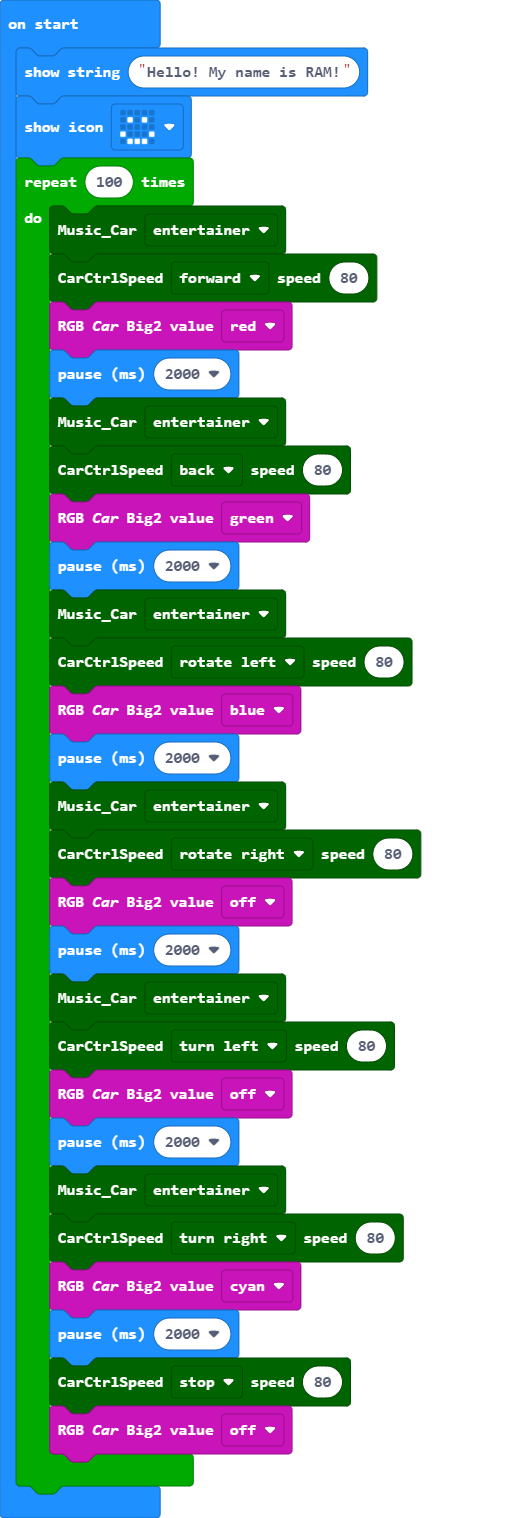 on start
show string "Hello! My name is RAM!"
show icon
repeat 100 times
do
Music_Car entertainer
CarCtrlSpeed forward speed 80
RGB Car Big2 value red
pause (ms) 2000
Music_Car entertainer
CarCtrlSpeed back speed 80
RGB Car Big2 value green
pause (ms) 2000
Music_Car entertainer
CarCtrlSpeed rotate left speed 80
RGB Car Big2 value blue
pause (ms) 2000
Music_Car entertainer
CarCtrlSpeed rotate right speed 80
RGB Car Big2 value off
pause (ms) 2000
Music_Car entertainer
CarCtrlSpeed turn left speed 80
RGB Car Big2 value off
pause (ms) 2000
Music_Car entertainer
CarCtrlSpeed turn right speed 80
RGB Car Big2 value cyan
pause (ms) 2000
CarCtrlSpeed stop speed 80
RGB Car Big2 value off